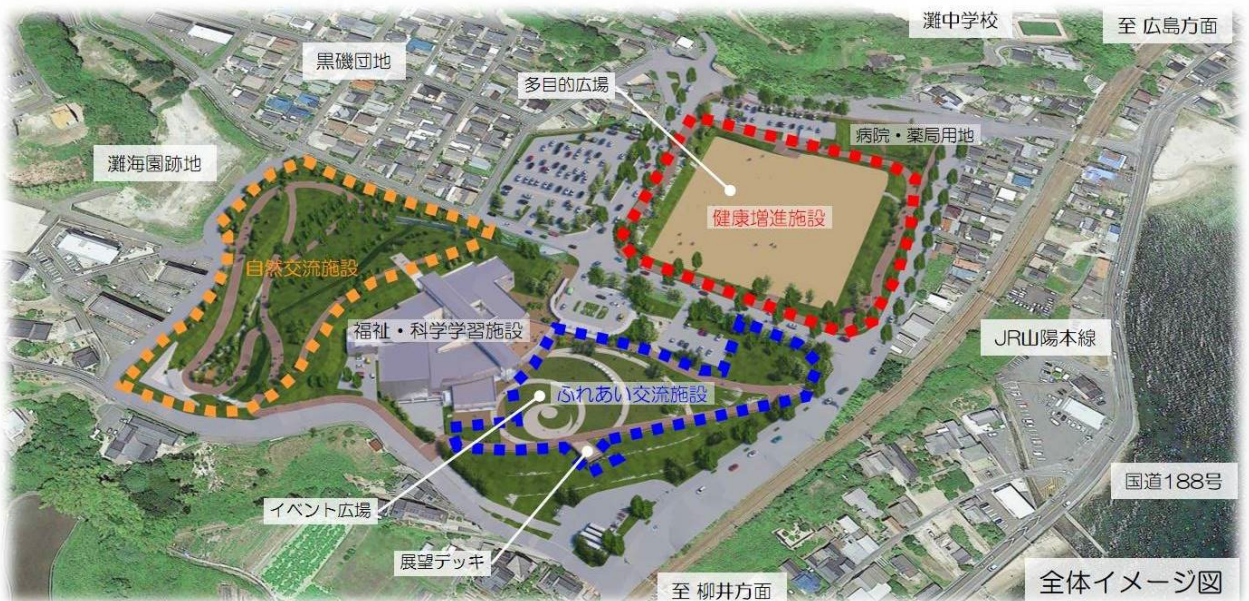 灘中学校
至 広島方面
黒磯団地
多目的広場
病院・薬局用地
灘海園跡地
健康増進施設
自然交流施設
福祉・科学学習施設
JR山陽本線
ふれあい交流施設
国道188号
イベント広場
展望デッキ
至 柳井方面
全体イメージ図